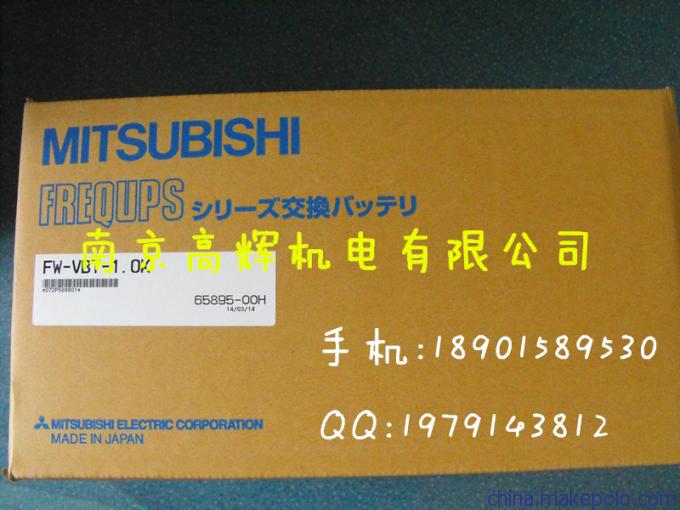 MITSUBISHI
FREQUPS シリーズ交換バッテリ
南京高辉机电有限公司
FW-VBT-1.0K
*G72P508B01*
65895-00H
14/03/14
手机:18901589530
MITSUBISHI ELECTRIC CORPORATION
MADE IN JAPAN
QQ:1979143812
china.makepolo.com